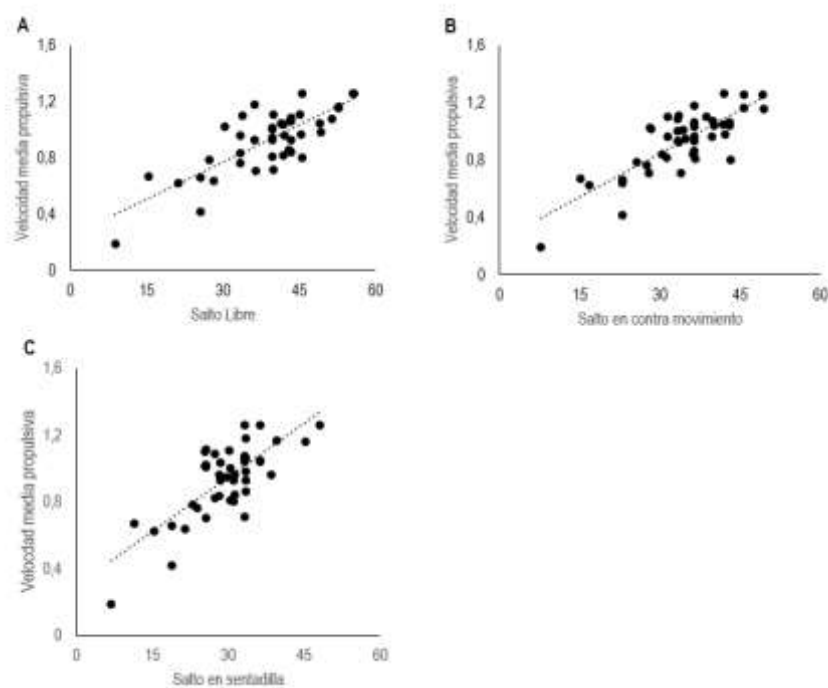 A
1,6
1,2
0,8
0,4
0
0 15 30 45 60
Velocidad media propulsiva
Salto Libre
B
1,6
1,2
0,8
0,4
0
0 15 30 45 60
Velocidad media propulsiva
Salto en contra movimiento
C
1,6
1,2
0,8
0,4
0
0 15 30 45 60
Velocdad media propulsiva
Salto en sentadilla